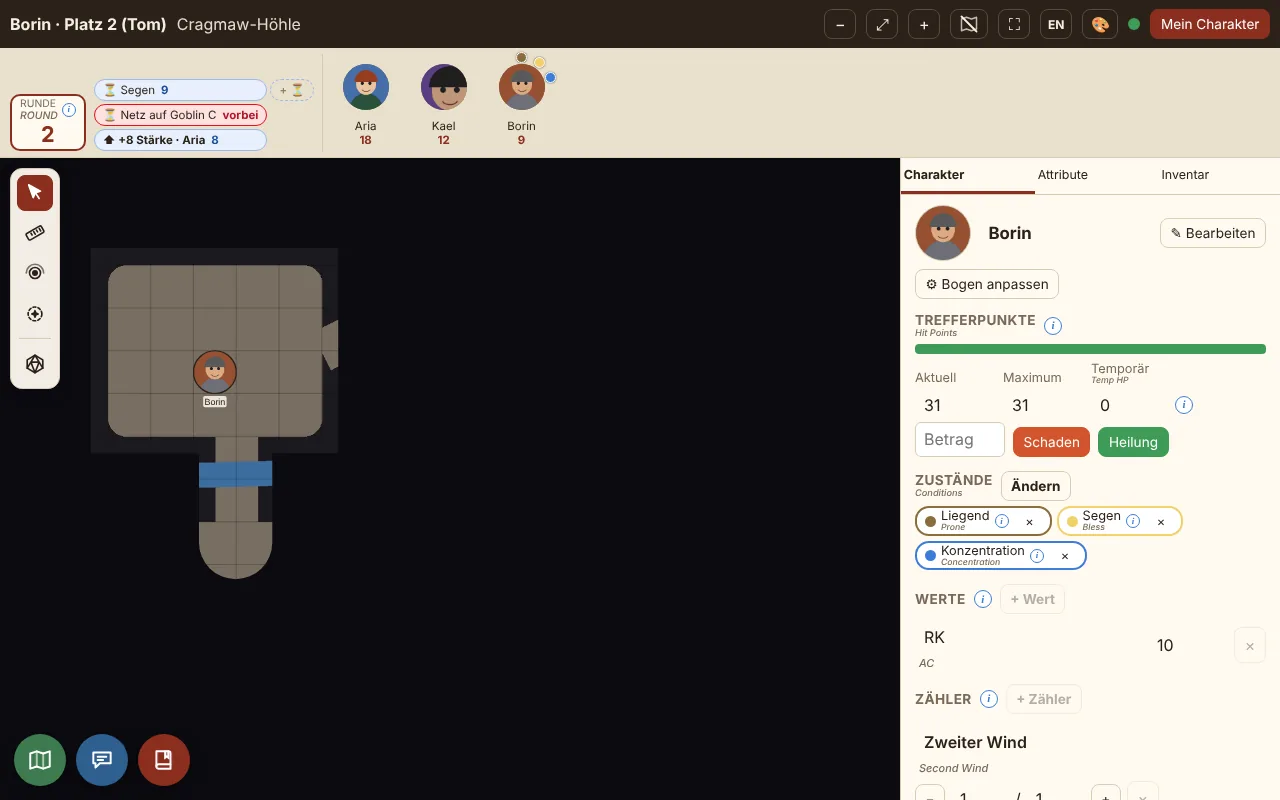 Borin · Platz 2 (Tom) Cragmaw-Höhle
EN
Mein Charakter
RUNDE
ROUND
2
Segen 9
Netz auf Goblin C vorbei
+8 Stärke · Aria 8
+
Aria
18
Kael
12
Borin
9
Borin
Charakter Attribute Inventar
Borin
✎ Bearbeiten
⚙ Bogen anpassen
TREFFERPUNKTE
Hit Points
Aktuell Maximum Temporär
Temp HP
31 31 0
Betrag Schaden Heilung
ZUSTÄNDE
Conditions
Ändern
Liegend
Prone
×
Segen
Bless
×
Konzentration
Concentration
×
WERTE + Wert
RK
AC
10 ×
ZÄHLER + Zähler
Zweiter Wind
Second Wind
− 1 / 1 + ×